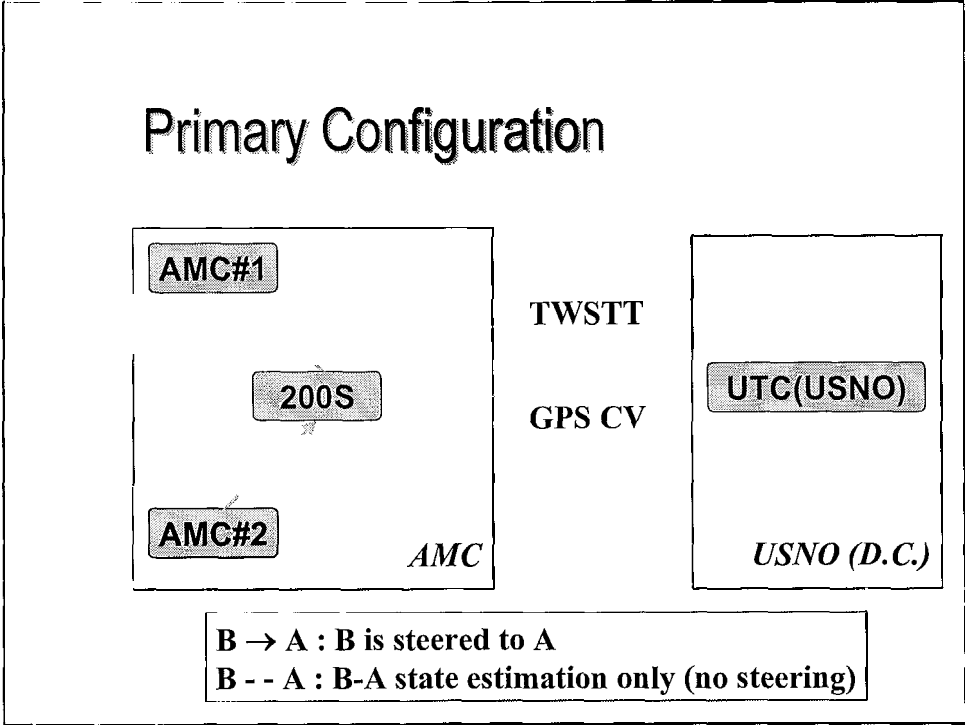 Primary Configuration
AMC#1
TWSTT
200S
UTC(USNO)
GPS CV
AMC#2
AMC
USNO (D.C.)
B → A : B is steered to A
B - - A : B-A state estimation only (no steering)